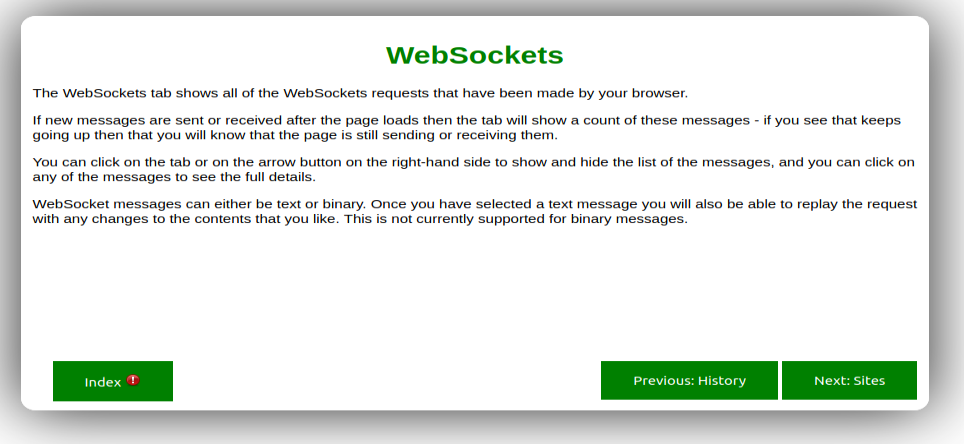 WebSockets
The WebSockets tab shows all of the WebSockets requests that have been made by your browser.
If new messages are sent or received after the page loads then the tab will show a count of these messages - if you see that keeps
going up then that you will know that the page is still sending or receiving them.
You can click on the tab or on the arrow button on the right-hand side to show and hide the list of the messages, and you can click on
any of the messages to see the full details.
WebSocket messages can either be text or binary. Once you have selected a text message you will also be able to replay the request
with any changes to the contents that you like. This is not currently supported for binary messages.
Index
Previous: History
Next: Sites